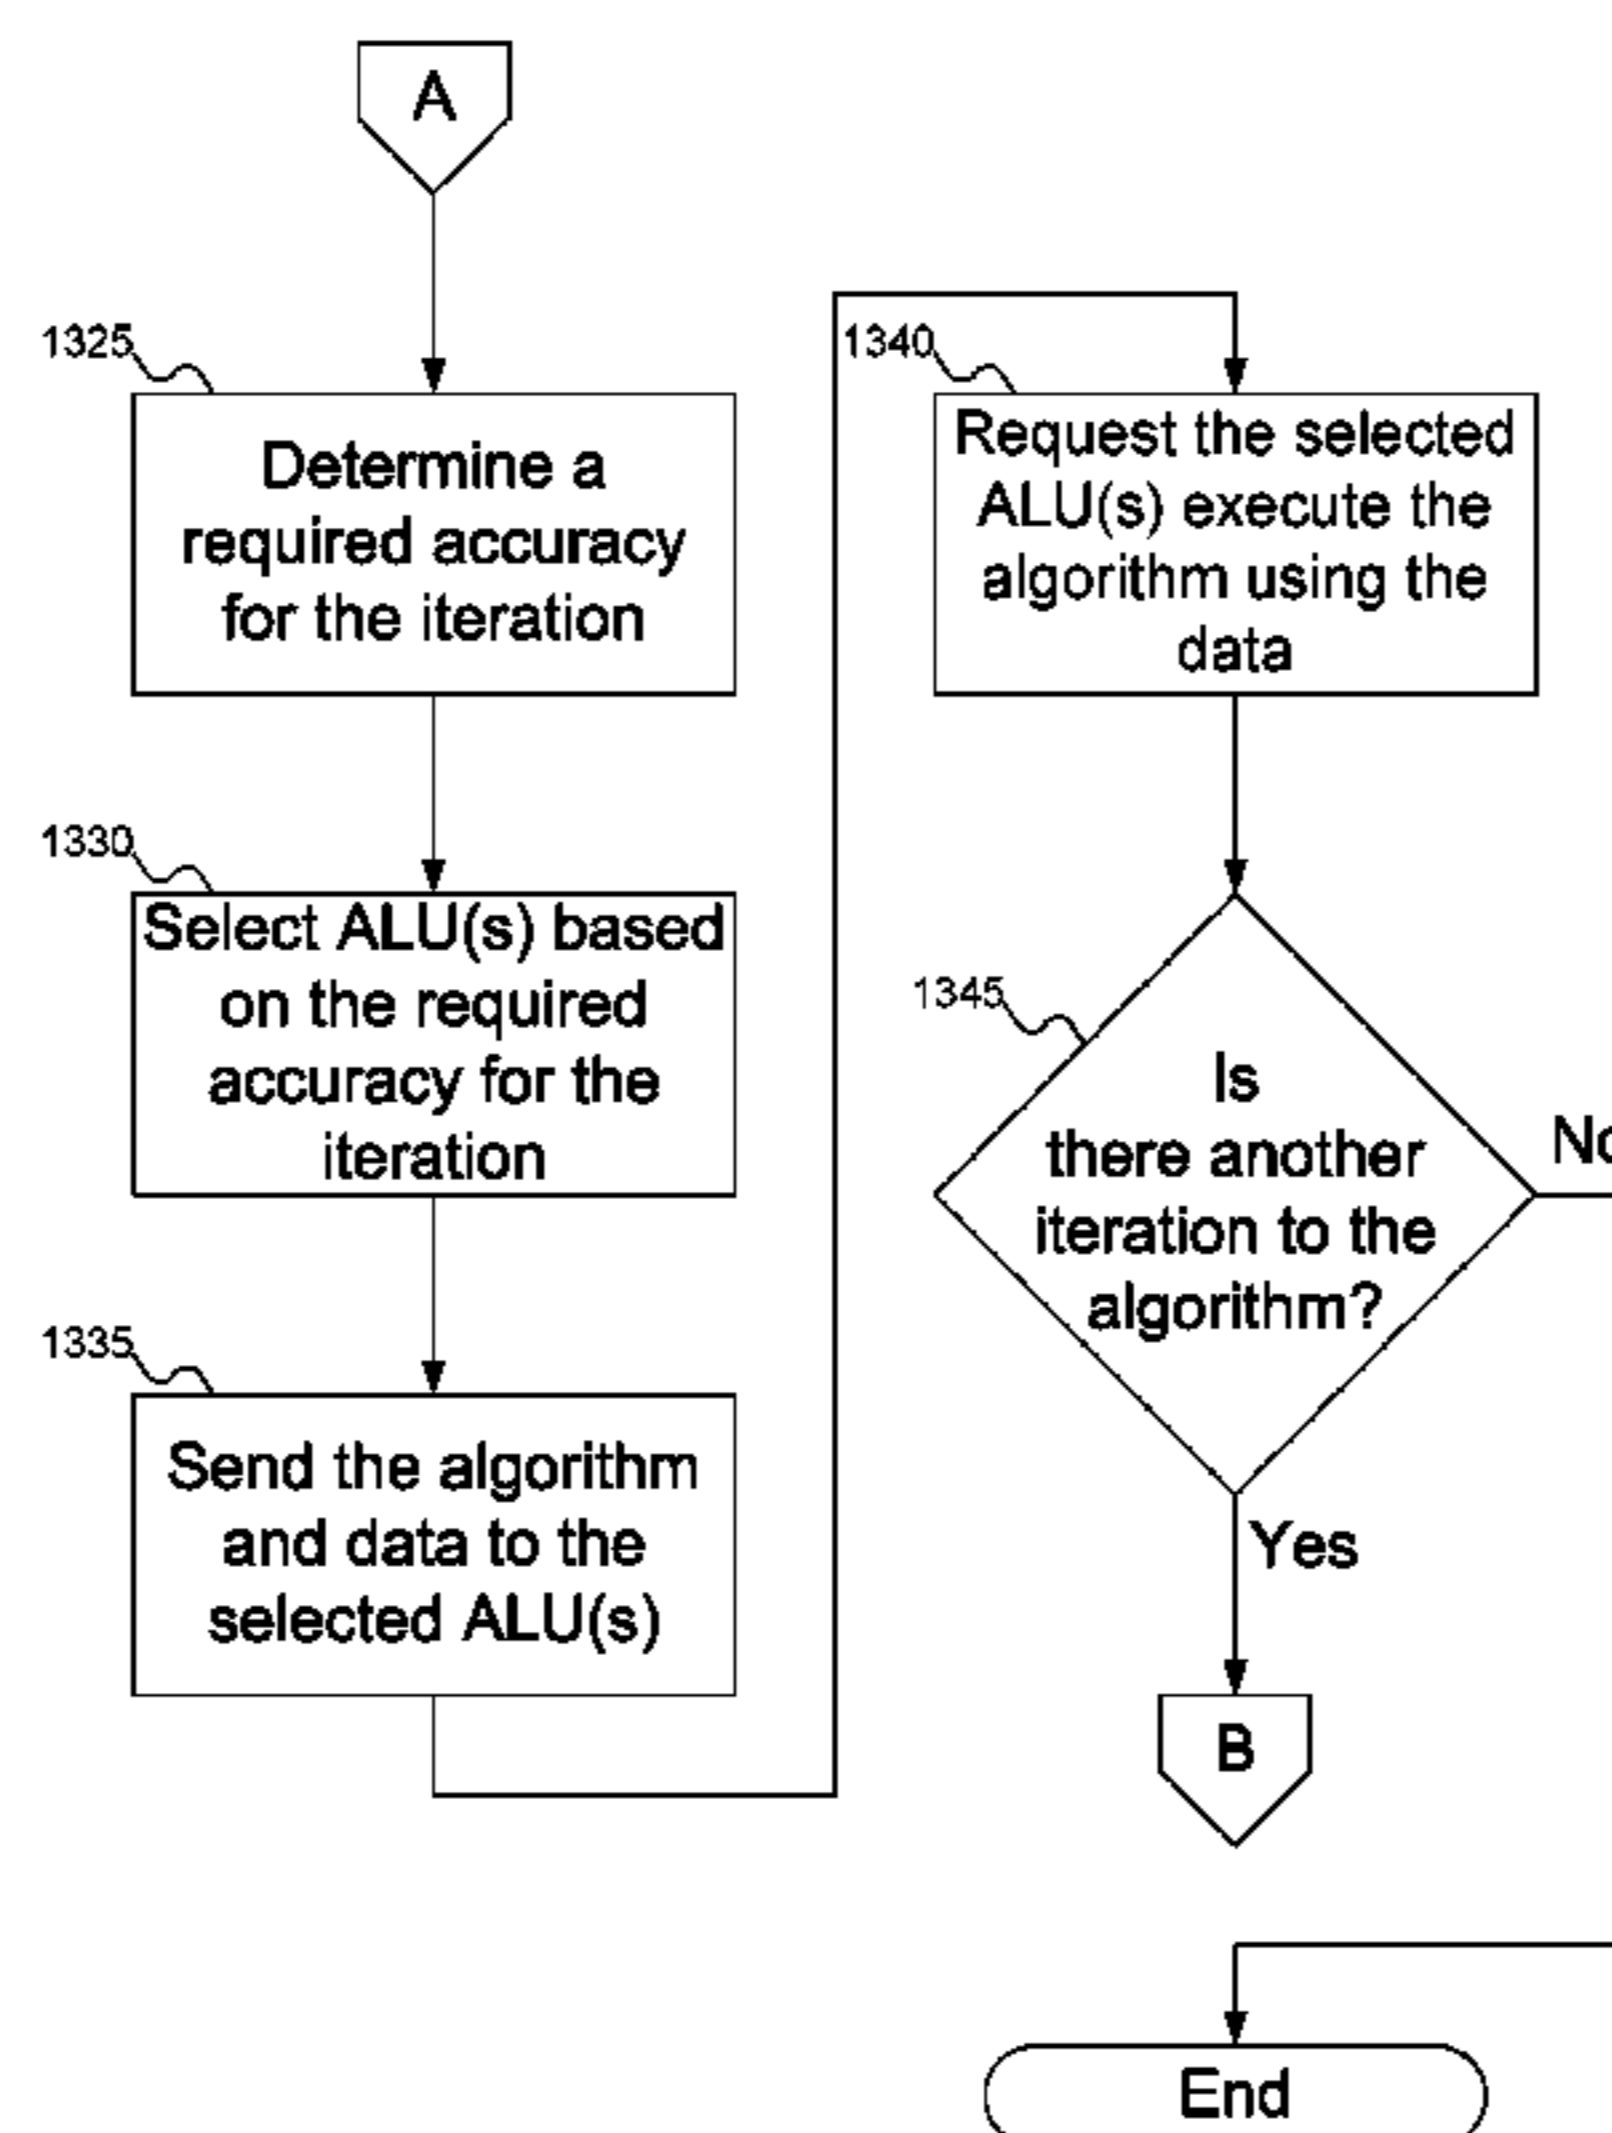 A
1325
Determine a
required accuracy
for the iteration
1330
Select ALU(s) based
on the required
accuracy for the
iteration
1335
Send the algorithm
and data to the
selected ALU(s)
1340
Request the selected
ALU(s) execute the
algorithm using the
data
1345
Is
there another
iteration to the
algorithm?
No
Yes
B
End